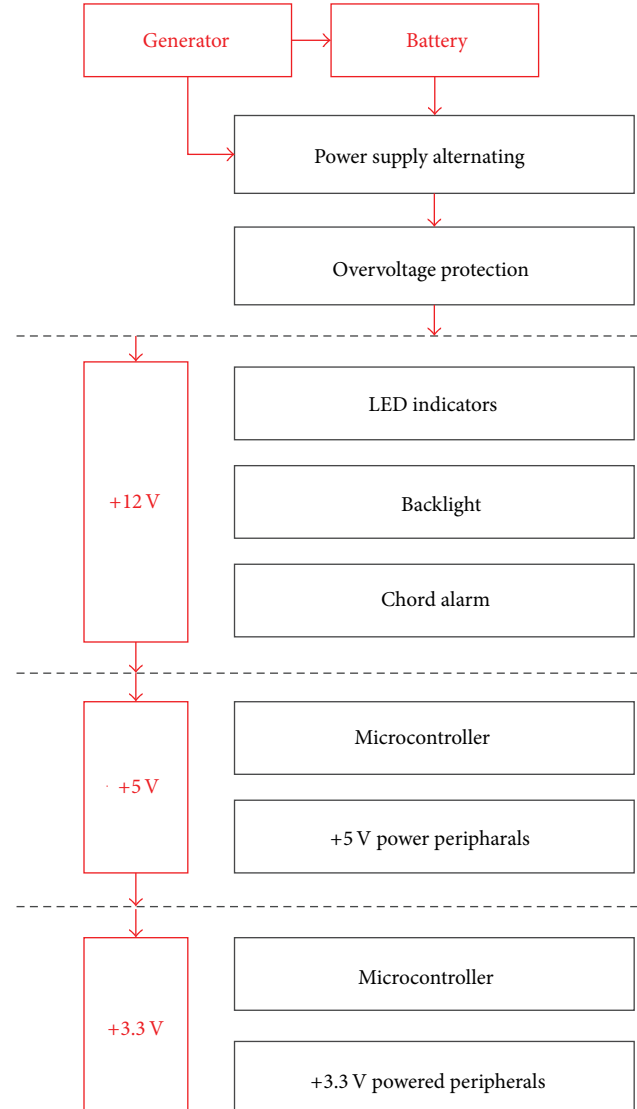 Generator
Battery
Power supply alternating
Overvoltage protection
LED indicators
+12 V
Backlight
Chord alarm
Microcontroller
+5 V
+5 V power peripharals
Microcontroller
+3.3 V
+3.3 V powered peripherals